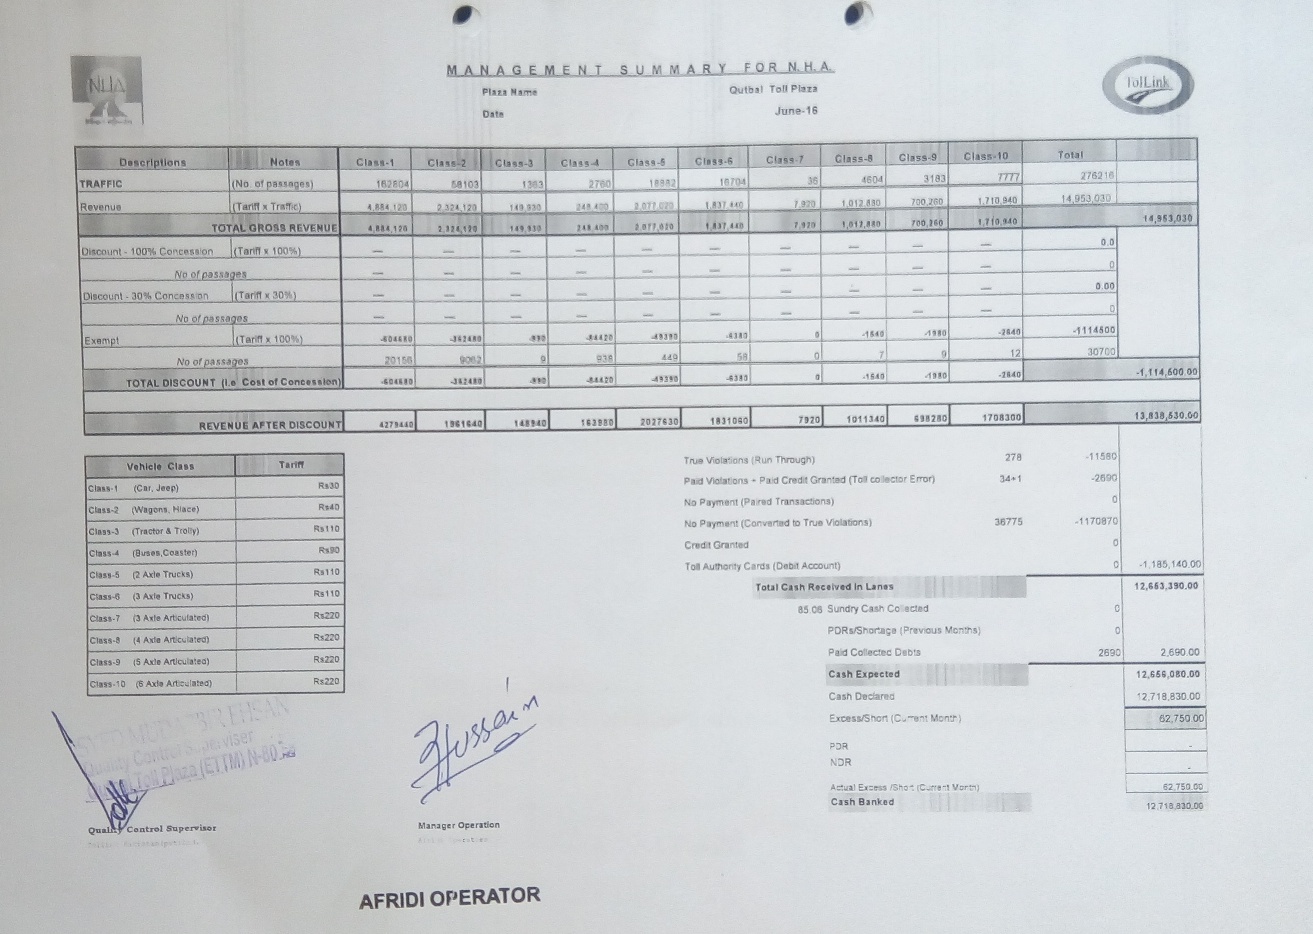 NHA
MANAGEMENT SUMMARY FOR N.H.A.
TolLink
Plaza Name Qutbal Toll Plaza
Date June-16
Descriptions Notes Class-1 Class-2 Class-3 Class-4 Class-5 Class-6 Class-7 Class-8 Class-9 Class-10 Total
TRAFFIC (No. of passages) 162804 58103 1363 2760 18882 16704 36 4604 3183 7777 276216
Revenue (Tariff x Traffic) 4,884,120 2,324,120 149,930 248,400 2,077,020 1,837,440 7,920 1,012,880 700,260 1,710,940 14,953,030
TOTAL GROSS REVENUE 4,884,120 2,324,120 149,930 248,400 2,077,020 1,837,440 7,920 1,012,880 700,260 1,710,940 14,953,030
Discount - 100% Concession (Tariff x 100%) — — — — — — — — — — 0.0
No of passages — — — — — — — — — — 0
Discount - 30% Concession (Tariff x 30%) — — — — — — — — — — 0.00
No of passages — — — — — — — — — — 0
Exempt (Tariff x 100%) -604680 -362480 -990 -84420 -49390 -6380 0 -1540 -1980 -2640 -1114500
No of passages 20156 9062 9 938 449 58 0 7 9 12 30700
TOTAL DISCOUNT (i.e Cost of Concession) -604680 -362480 -990 -84420 -49390 -6380 0 -1540 -1980 -2640 -1,114,500.00
REVENUE AFTER DISCOUNT 4279440 1961640 148940 163980 2027630 1831060 7920 1011340 698280 1708300 13,838,530.00
Vehicle Class Tariff
Class-1 (Car, Jeep) Rs30
Class-2 (Wagons, Hiace) Rs40
Class-3 (Tractor & Trolly) Rs110
Class-4 (Buses,Coaster) Rs90
Class-5 (2 Axle Trucks) Rs110
Class-6 (3 Axle Trucks) Rs110
Class-7 (3 Axle Articulated) Rs220
Class-8 (4 Axle Articulated) Rs220
Class-9 (5 Axle Articulated) Rs220
Class-10 (6 Axle Articulated) Rs220
True Violations (Run Through) 278 -11580
Paid Violations - Paid Credit Granted (Toll collector Error) 34+1 -2690
No Payment (Paired Transactions) 0
No Payment (Converted to True Violations) 36775 -1170870
Credit Granted 0
Toll Authority Cards (Debit Account) 0 -1,185,140.00
Total Cash Received in Lanes 12,653,390.00
85.06 Sundry Cash Collected 0
PDRs/Shortage (Previous Months) 0
Paid Collected Debts 2690 2,690.00
Cash Expected 12,656,080.00
Cash Declared 12,718,830.00
Excess/Short (Current Month) 62,750.00
PDR -
NDR -
Actual Excess /Short (Current Month) 62,750.00
Cash Banked 12,718,830.00
EHSAN
Quality Control Superviser
Toll Plaza (ETTM) N-80
Hussain
Quality Control Supervisor
Manager Operation
AFRIDI OPERATOR